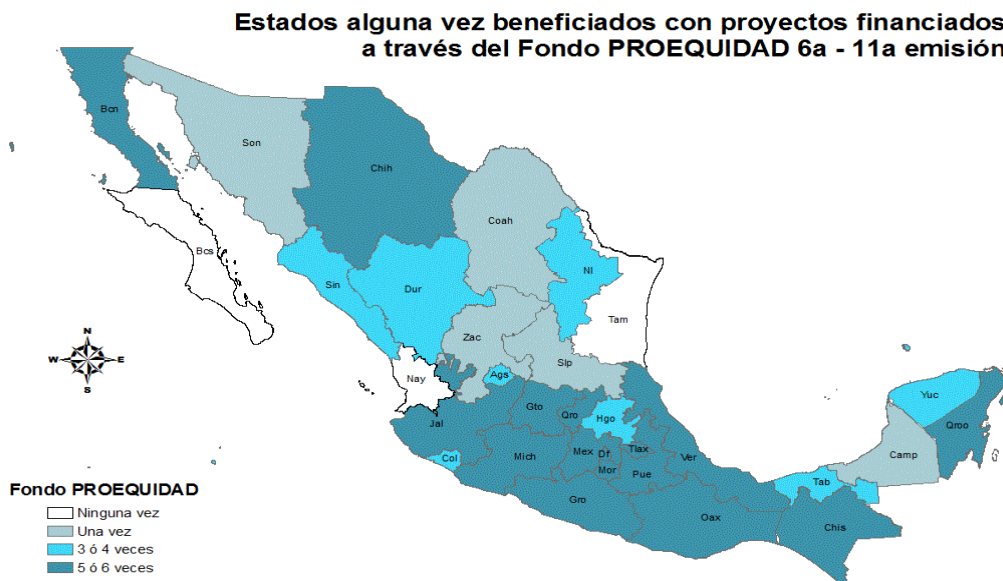 Estados alguna vez beneficiados con proyectos financiados
a través del Fondo PROEQUIDAD 6a - 11a emisión
Bcn
Son
Chih
Coah
Bcs
Sin
Dur
Nl
Tam
N
W E
S
Zac
Slp
Nay
Ags
Yuc
Gto
Qro
Hgo
Qroo
Jal
Col
Mich
Mex
Df
Tlax
Ver
Camp
Mor
Pue
Tab
Gro
Oax
Chis
Fondo PROEQUIDAD
Ninguna vez
Una vez
3 ó 4 veces
5 ó 6 veces